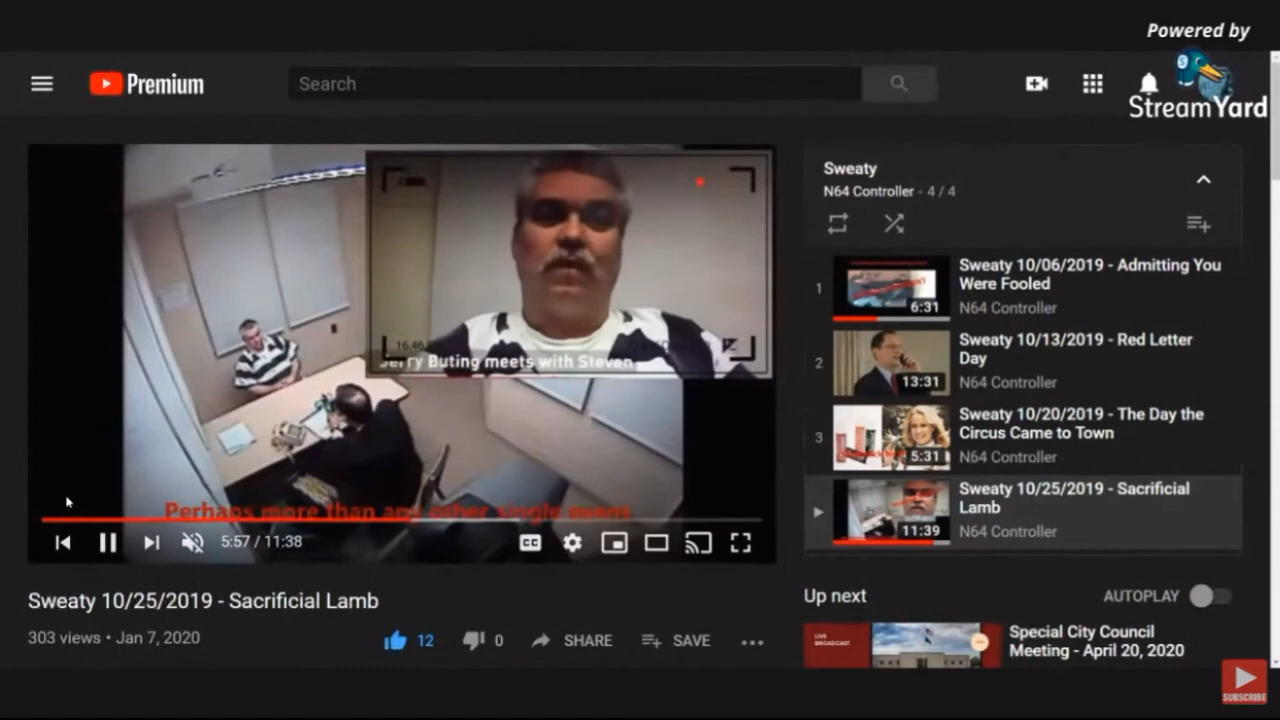 Powered by
StreamYard
Premium
Search
Jerry Buting meets with Steven
Perhaps more than any other single event
5:57 / 11:38
CC
Sweaty 10/25/2019 - Sacrificial Lamb
303 views • Jan 7, 2020
12
0
SHARE
SAVE
Sweaty
N64 Controller - 4 / 4
1
6:31
Sweaty 10/06/2019 - Admitting You
Were Fooled
N64 Controller
2
13:31
Sweaty 10/13/2019 - Red Letter
Day
N64 Controller
3
5:31
Sweaty 10/20/2019 - The Day the
Circus Came to Town
N64 Controller
11:39
Sweaty 10/25/2019 - Sacrificial
Lamb
N64 Controller
Up next
AUTOPLAY
LIVE
BROADCAST
Special City Council
Meeting - April 20, 2020
SUBSCRIBE